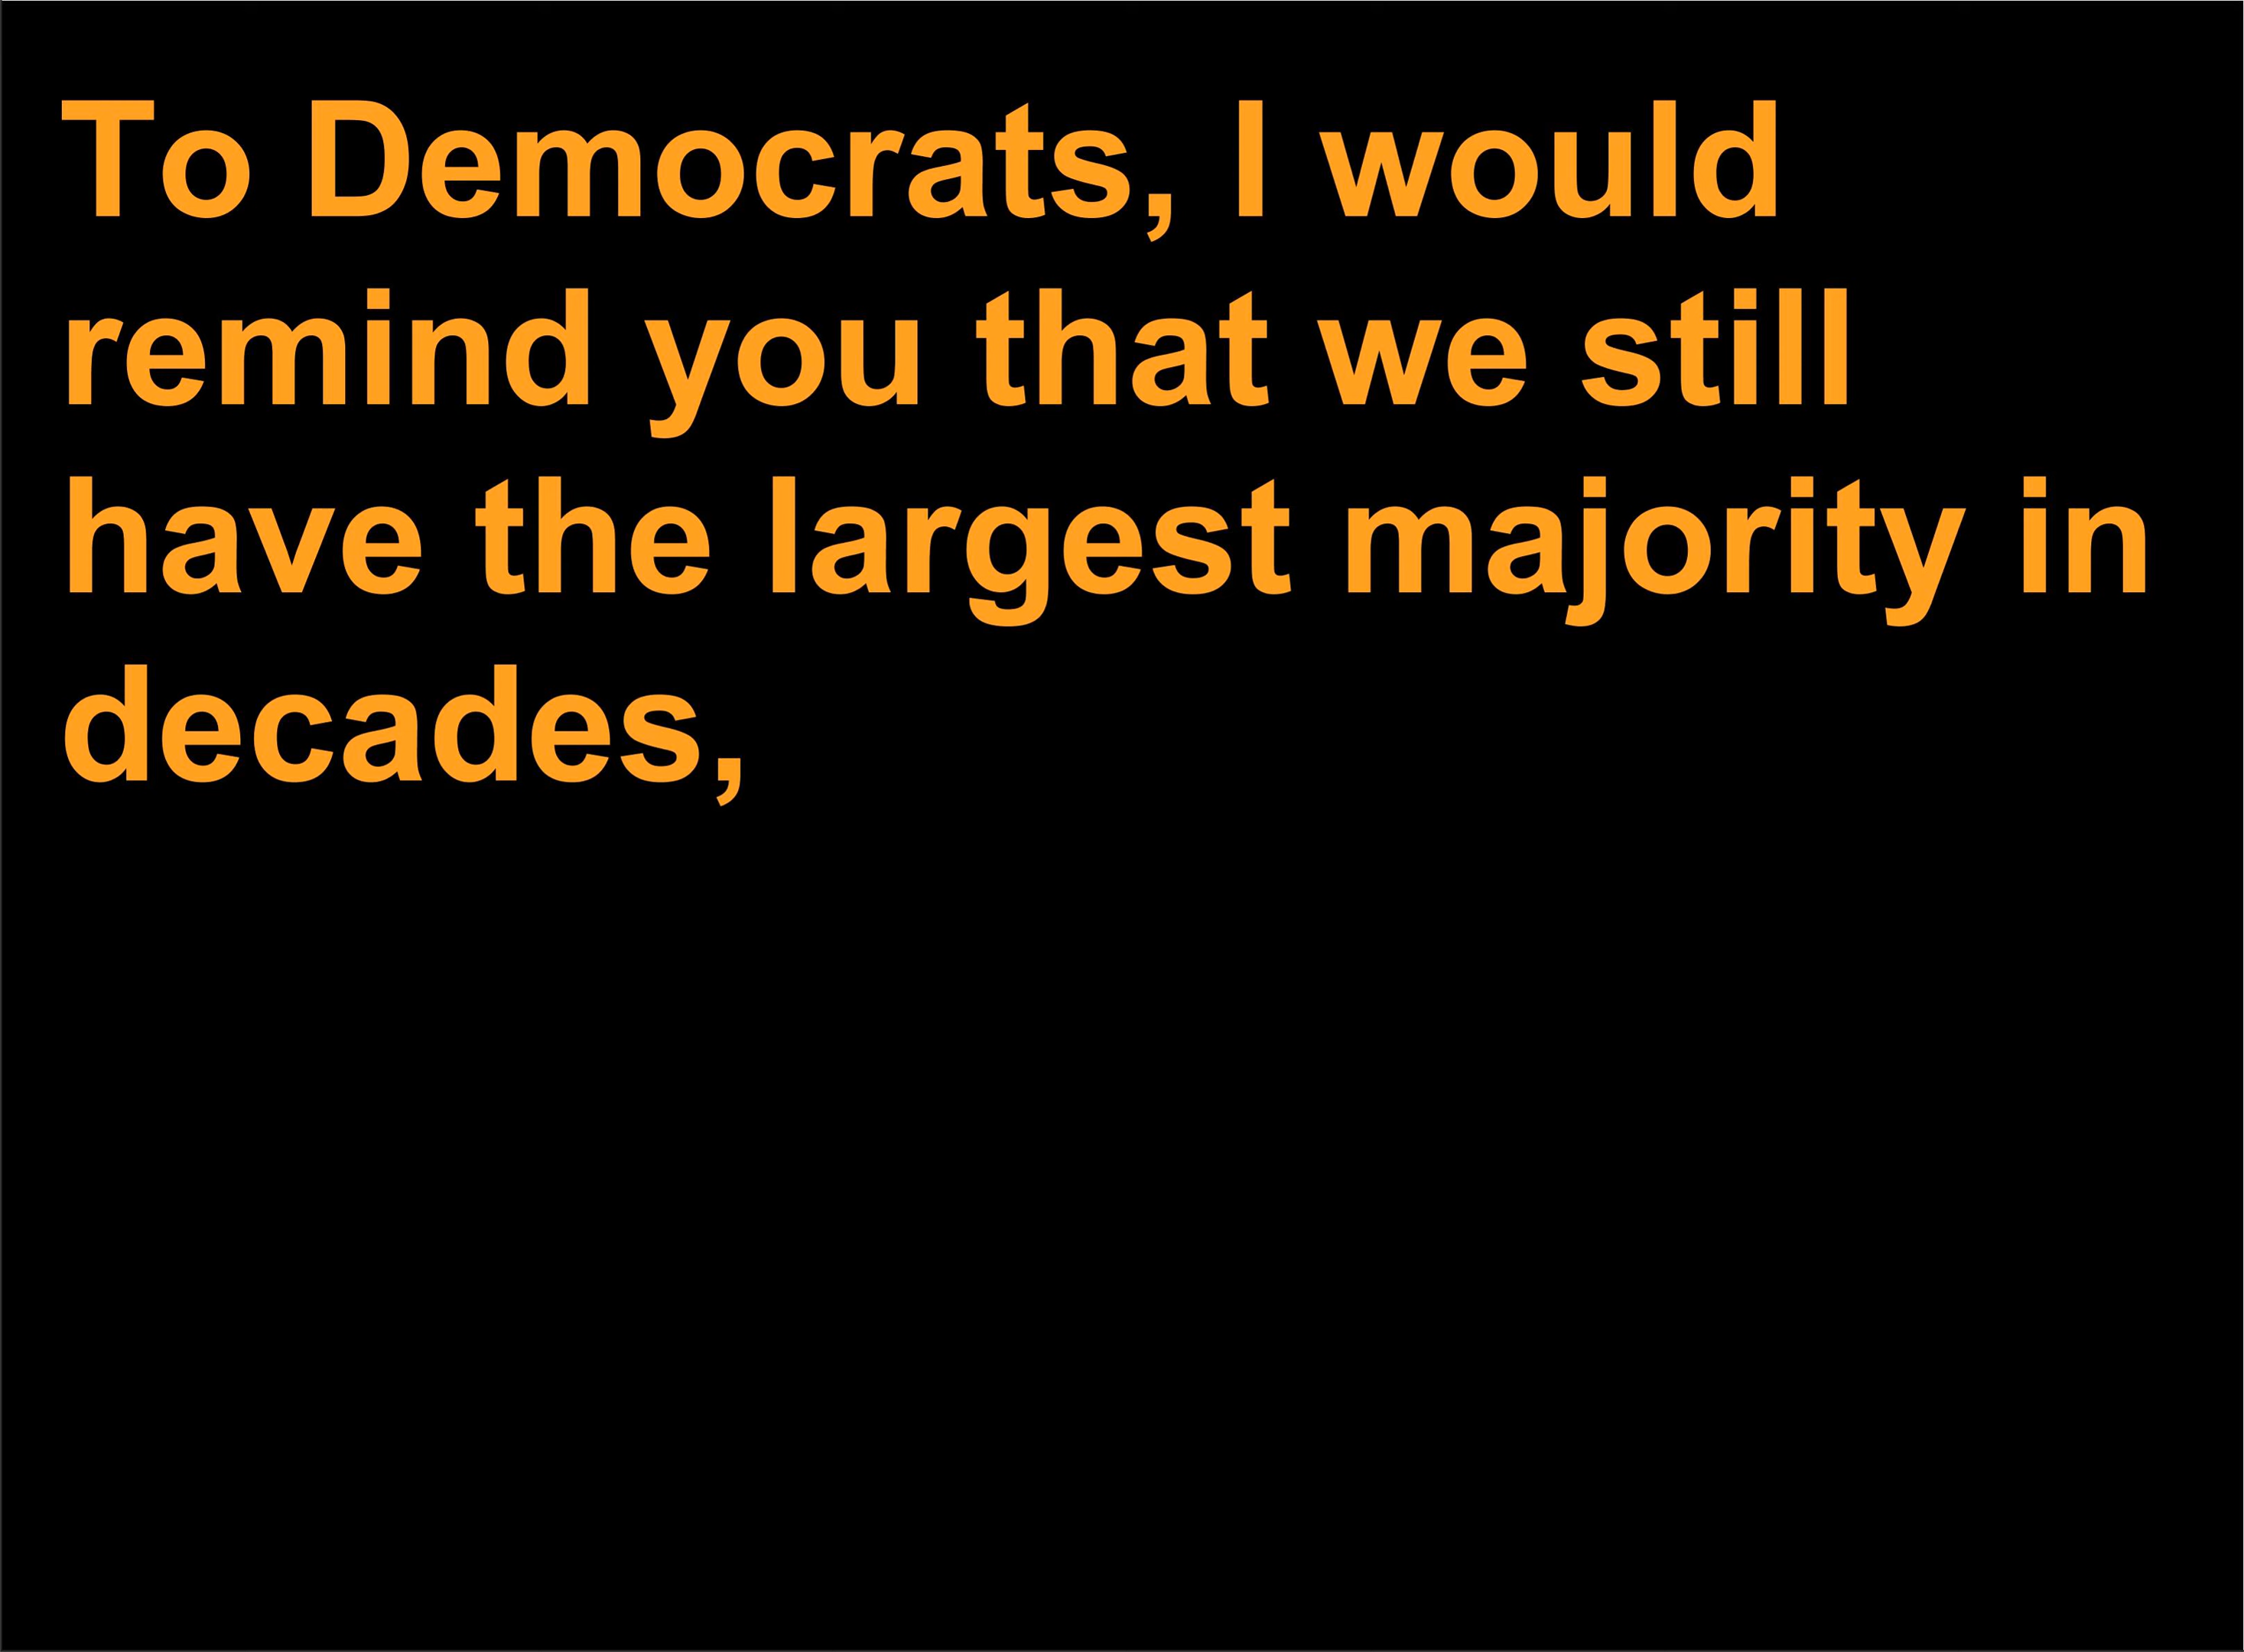 To Democrats, I would
remind you that we still
have the largest majority in
decades,